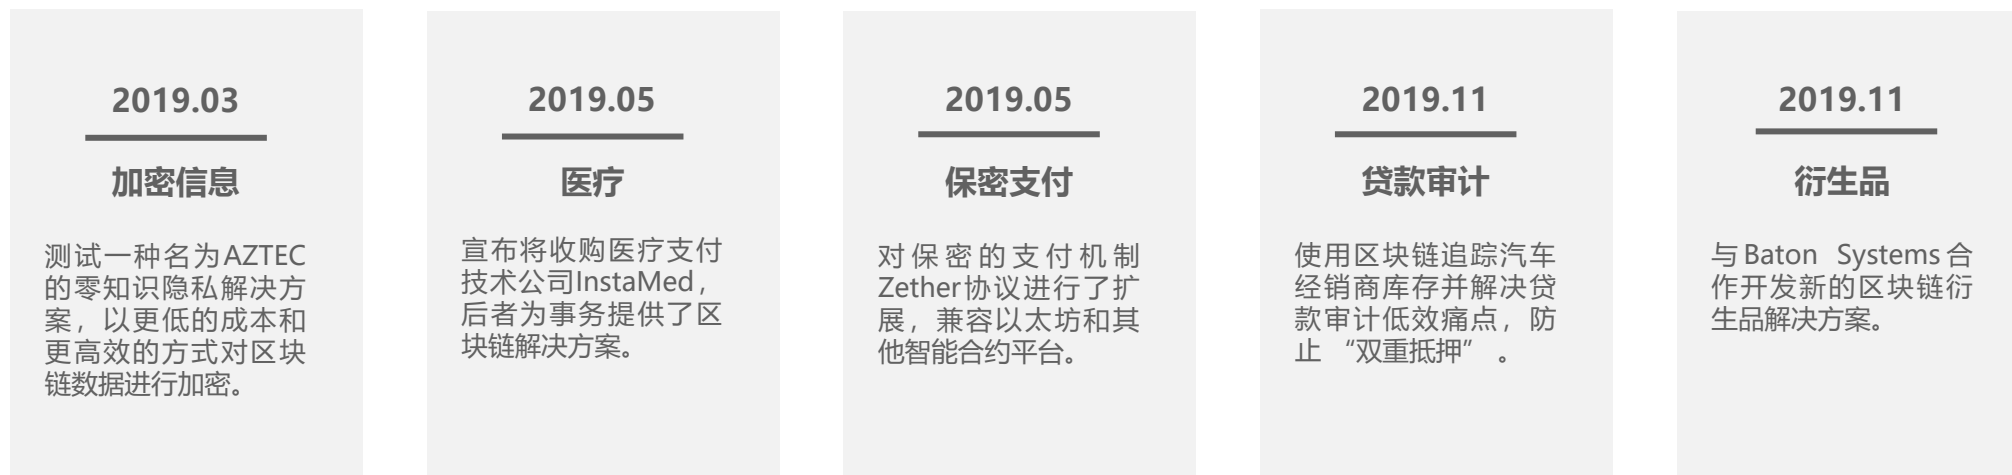 2019.03
加密信息
测试一种名为AZTEC
的零知识隐私解决方
案，以更低的成本和
更高效的方式对区块
链数据进行加密。
2019.05
医疗
宣布将收购医疗支付
技术公司InstaMed，
后者为事务提供了区
块链解决方案。
2019.05
保密支付
对保密的支付机制
Zether协议进行了扩
展，兼容以太坊和其
他智能合约平台。
2019.11
贷款审计
使用区块链追踪汽车
经销商库存并解决贷
款审计低效痛点，防
止 “双重抵押” 。
2019.11
衍生品
与Baton Systems合
作开发新的区块链衍
生品解决方案。